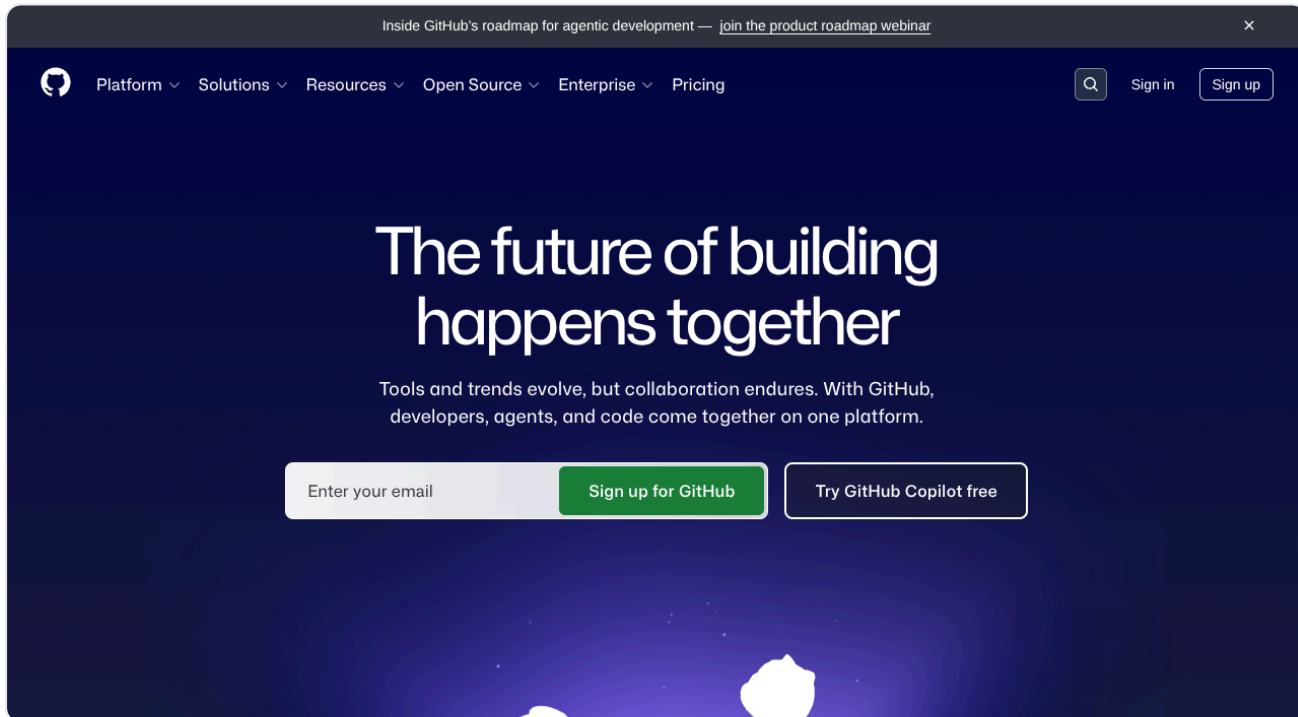 Inside GitHub's roadmap for agentic development — join the product roadmap webinar
Platform Solutions Resources Open Source Enterprise Pricing Sign in Sign up
The future of building
happens together
Tools and trends evolve, but collaboration endures. With GitHub,
developers, agents, and code come together on one platform.
Enter your email Sign up for GitHub Try GitHub Copilot free